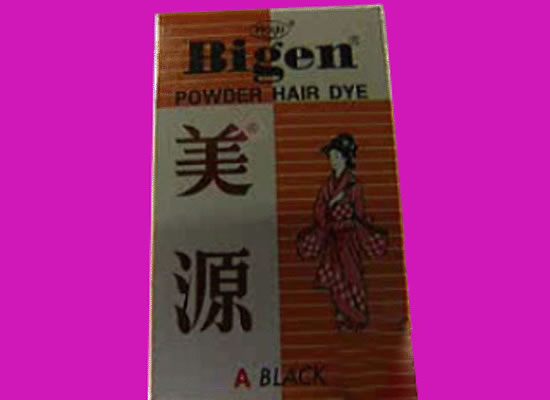 Bigen®
POWDER HAIR DYE
美
源
A BLACK